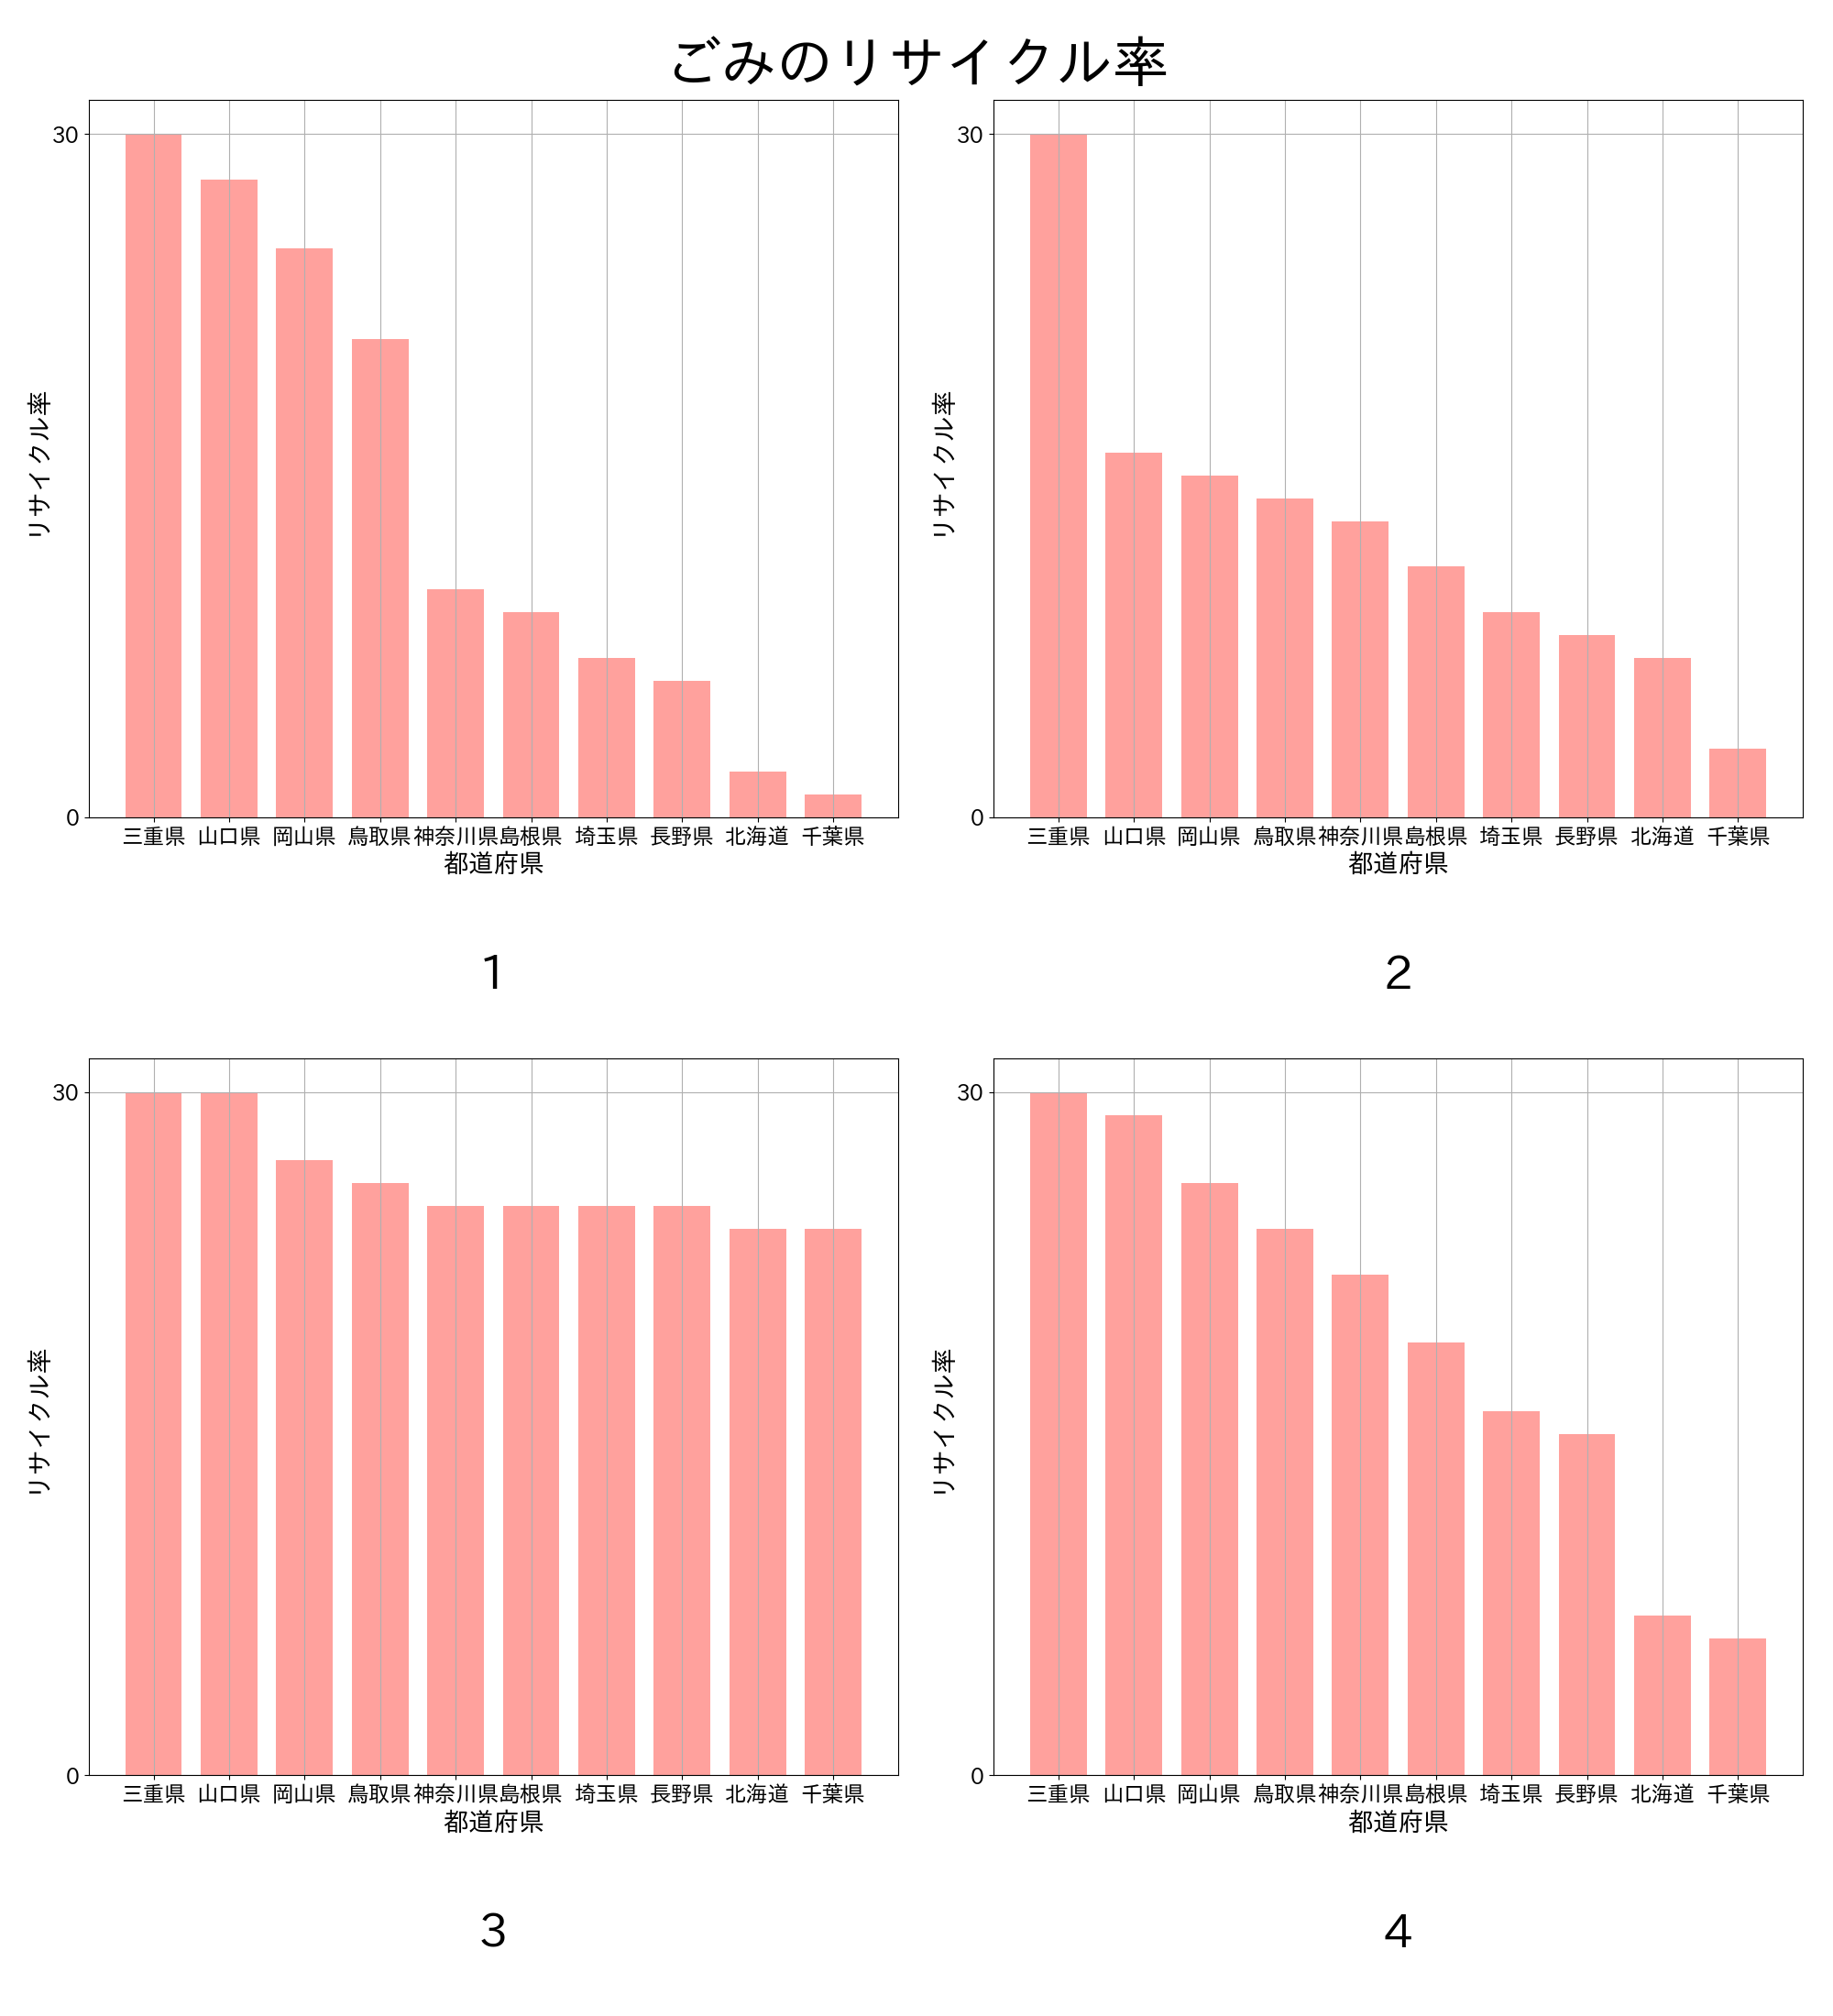 ごみのリサイクル率
30
0
リサイクル率
三重県 山口県 岡山県 鳥取県 神奈川県 島根県 埼玉県 長野県 北海道 千葉県
都道府県
1
30
0
リサイクル率
三重県 山口県 岡山県 鳥取県 神奈川県 島根県 埼玉県 長野県 北海道 千葉県
都道府県
2
30
0
リサイクル率
三重県 山口県 岡山県 鳥取県 神奈川県 島根県 埼玉県 長野県 北海道 千葉県
都道府県
3
30
0
リサイクル率
三重県 山口県 岡山県 鳥取県 神奈川県 島根県 埼玉県 長野県 北海道 千葉県
都道府県
4